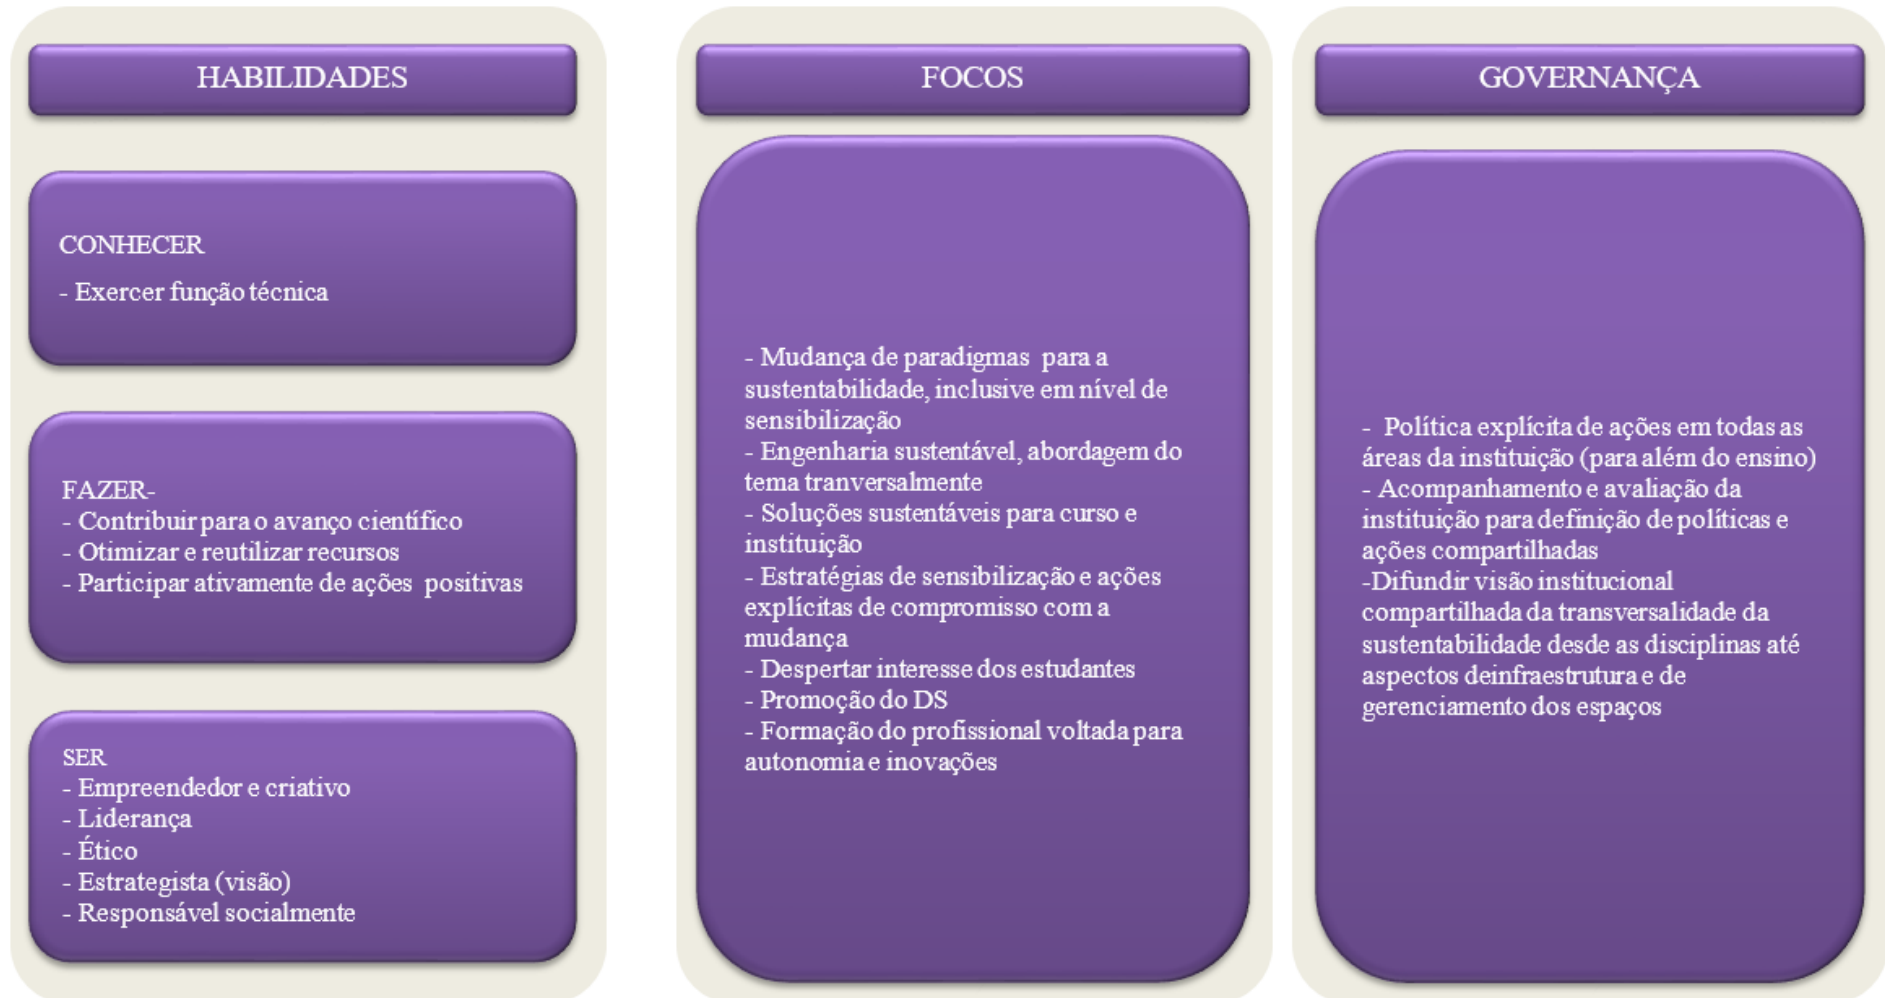 HABILIDADES
CONHECER
- Exercer função técnica
FAZER-
- Contribuir para o avanço científico
- Otimizar e reutilizar recursos
- Participar ativamente de ações positivas
SER
- Empreendedor e criativo
- Liderança
- Ético
- Estrategista (visão)
- Responsável socialmente
FOCOS
- Mudança de paradigmas para a
sustentabilidade, inclusive em nível de
sensibilização
- Engenharia sustentável, abordagem do
tema tranversalmente
- Soluções sustentáveis para curso e
instituição
- Estratégias de sensibilização e ações
explícitas de compromisso com a
mudança
- Despertar interesse dos estudantes
- Promoção do DS
- Formação do profissional voltada para
autonomia e inovações
GOVERNANÇA
- Política explícita de ações em todas as
áreas da instituição (para além do ensino)
- Acompanhamento e avaliação da
instituição para definição de políticas e
ações compartilhadas
-Difundir visão institucional
compartilhada da transversalidade da
sustentabilidade desde as disciplinas até
aspectos deinfraestrutura e de
gerenciamento dos espaços